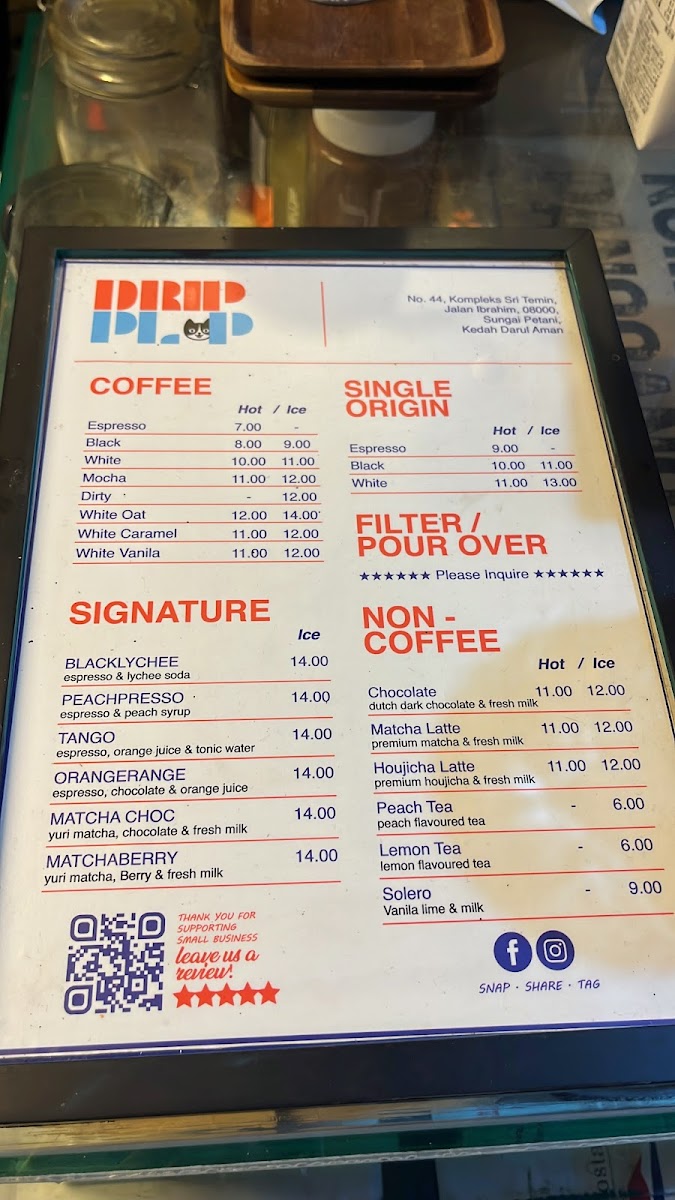 DRIP
PLOP
No. 44, Kompleks Sri Temin,
Jalan Ibrahim, 08000,
Sungai Petani,
Kedah Darul Aman
COFFEE
Hot / Ice
Espresso 7.00 -
Black 8.00 9.00
White 10.00 11.00
Mocha 11.00 12.00
Dirty - 12.00
White Oat 12.00 14.00
White Caramel 11.00 12.00
White Vanila 11.00 12.00
SINGLE
ORIGIN
Hot / Ice
Espresso 9.00 -
Black 10.00 11.00
White 11.00 13.00
FILTER /
POUR OVER
★★★★★★ Please Inquire ★★★★★★
SIGNATURE
Ice
BLACKLYCHEE 14.00
espresso & lychee soda
PEACHPRESSO 14.00
espresso & peach syrup
TANGO 14.00
espresso, orange juice & tonic water
ORANGERANGE 14.00
espresso, chocolate & orange juice
MATCHA CHOC 14.00
yuri matcha, chocolate & fresh milk
MATCHABERRY 14.00
yuri matcha, Berry & fresh milk
NON -
COFFEE
Hot / Ice
Chocolate 11.00 12.00
dutch dark chocolate & fresh milk
Matcha Latte 11.00 12.00
premium matcha & fresh milk
Houjicha Latte 11.00 12.00
premium houjicha & fresh milk
Peach Tea - 6.00
peach flavoured tea
Lemon Tea - 6.00
lemon flavoured tea
Solero - 9.00
Vanila lime & milk
THANK YOU FOR
SUPPORTING
SMALL BUSINESS
leave us a
review!
★★★★★
SNAP · SHARE · TAG